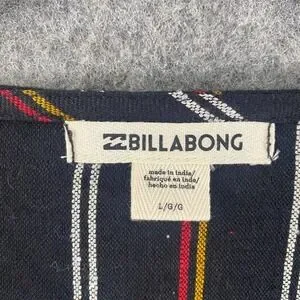 BILLABONG
made in india/
fabriqué en inde/
hecho en india
L/G/G